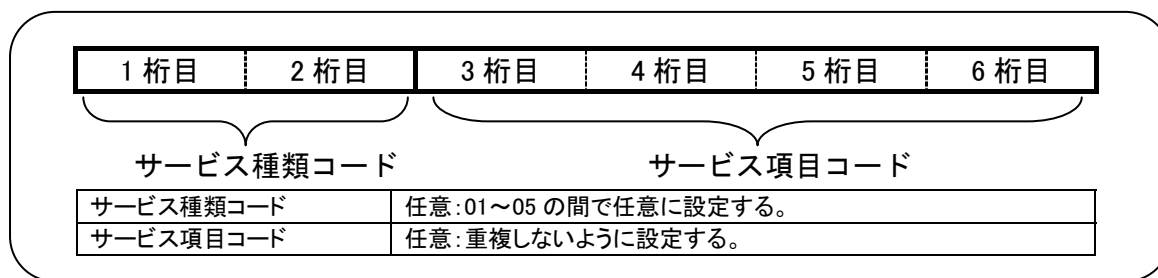 1 桁目 2 桁目 3 桁目 4 桁目 5 桁目 6 桁目
サービス種類コード サービス項目コード
サービス種類コード 任意:01～05 の間で任意に設定する。
サービス項目コード 任意:重複しないように設定する。